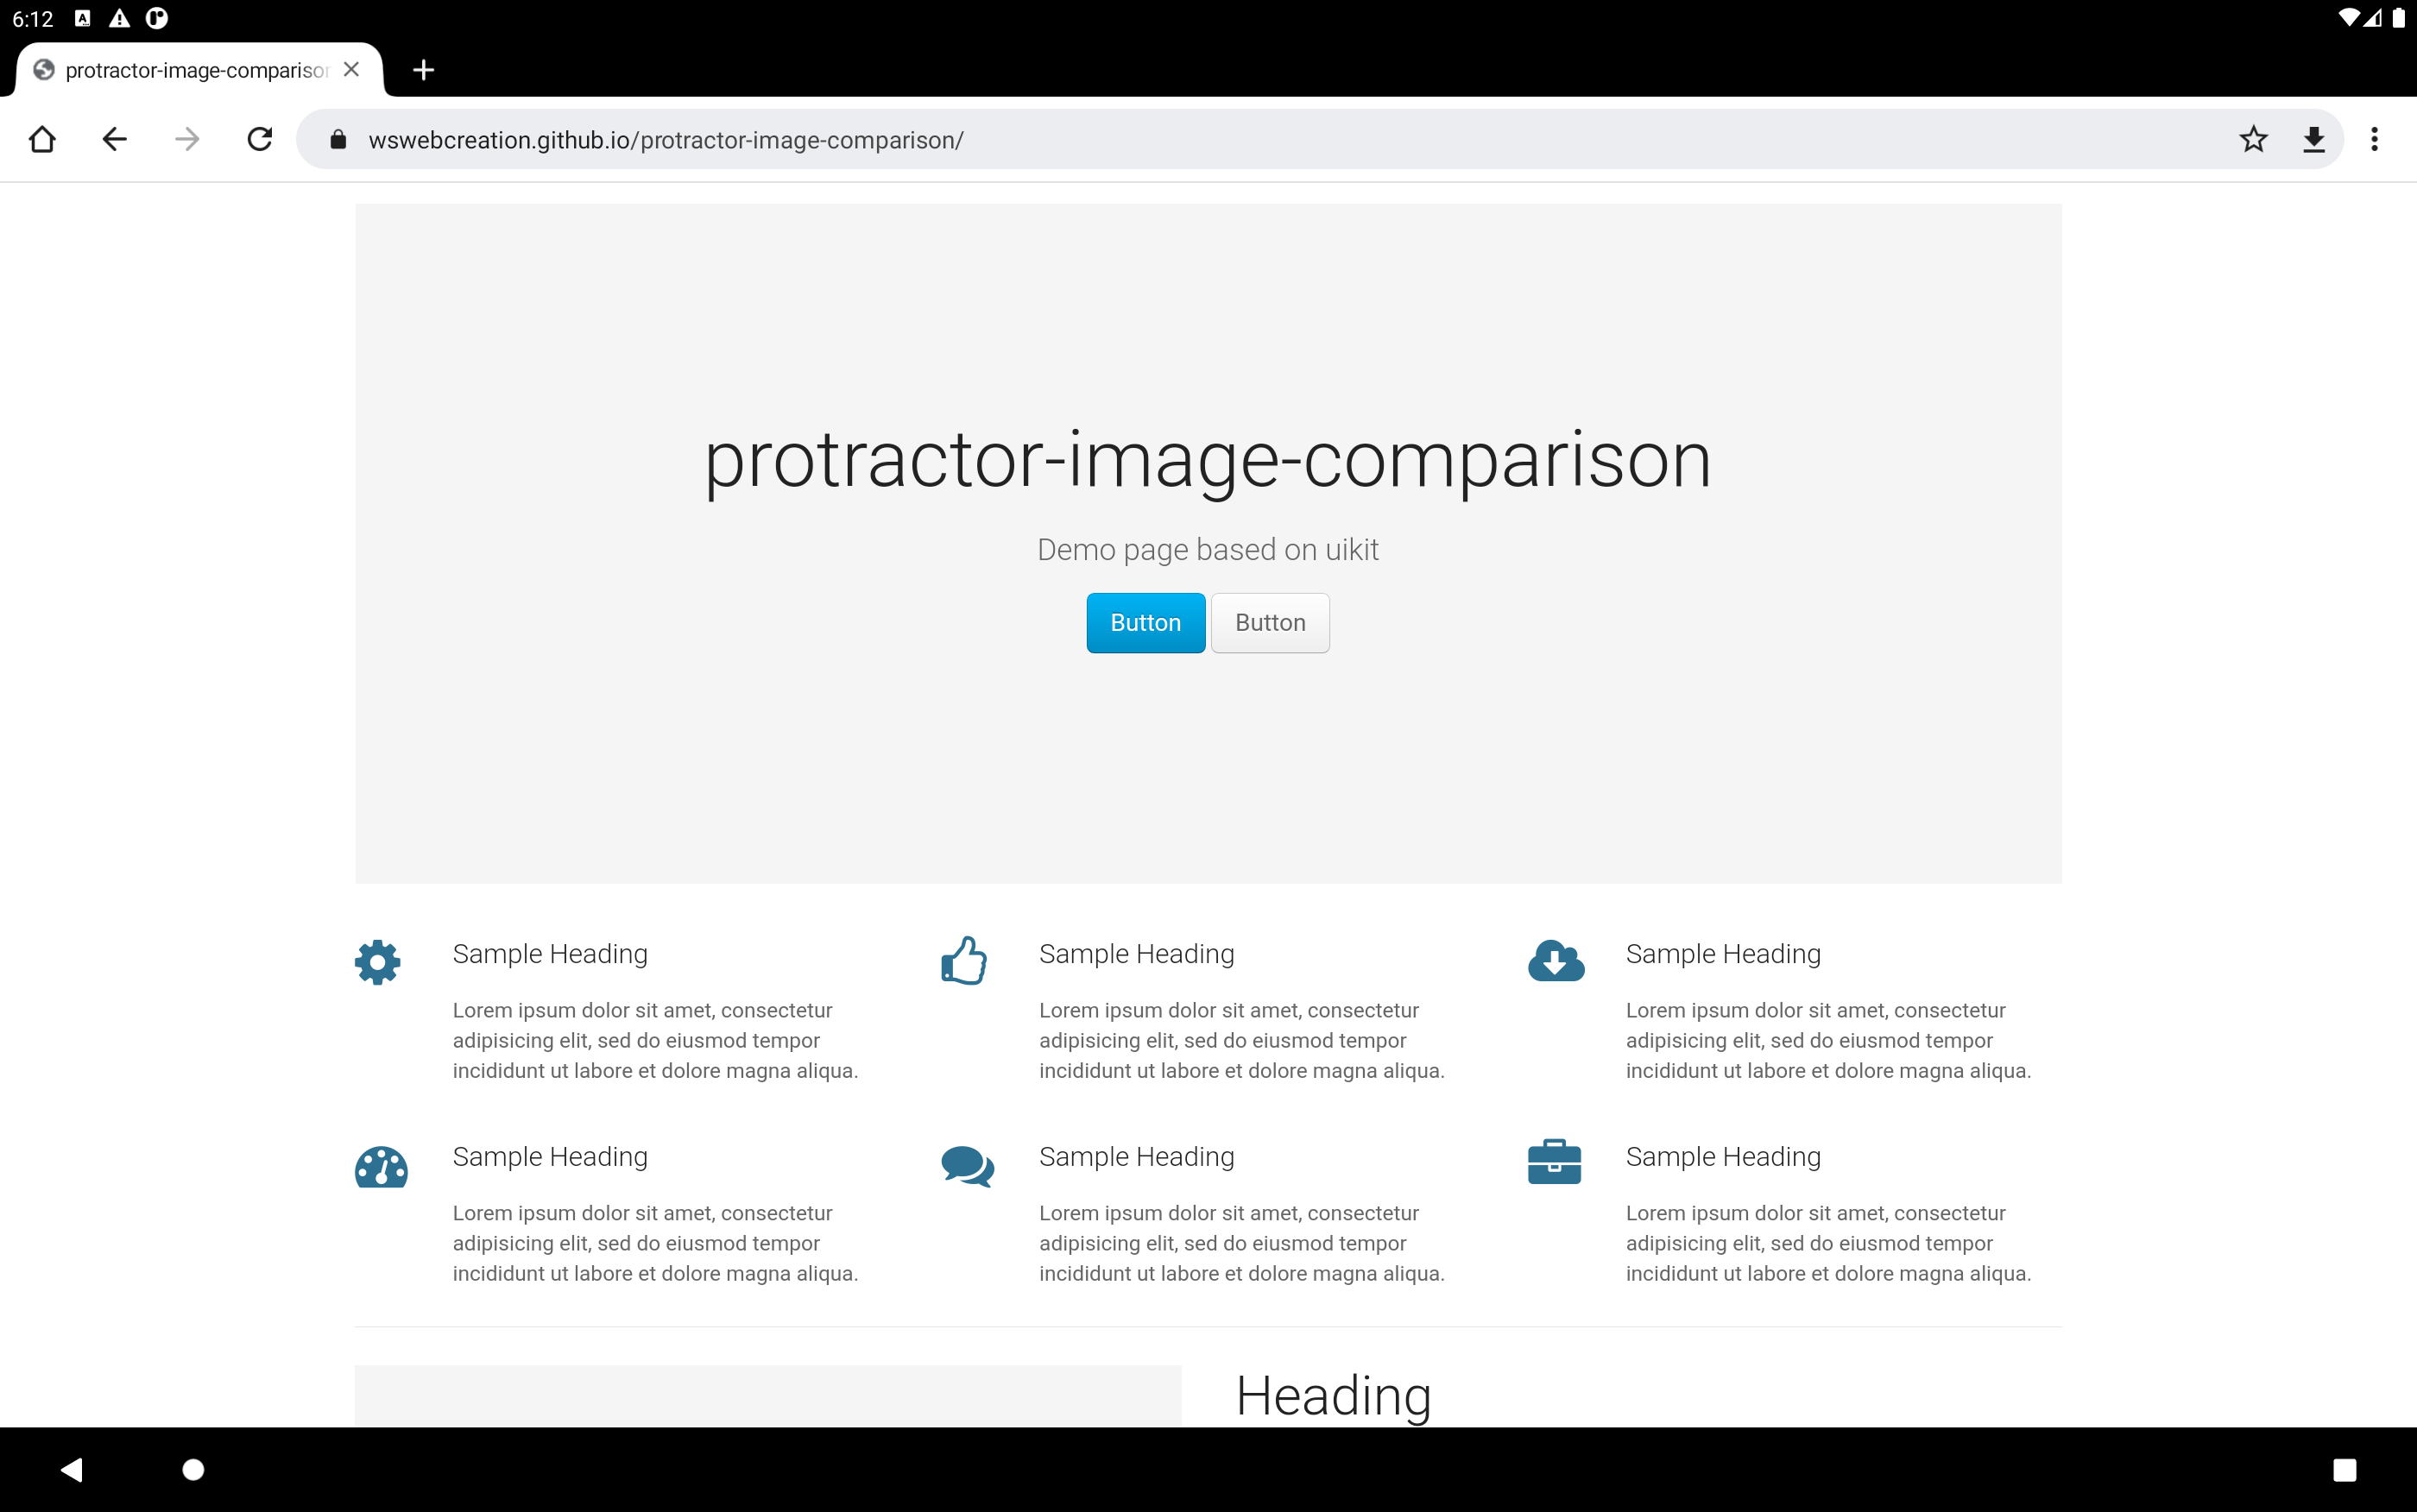 6:12
protractor-image-comparison
wswebcreation.github.io/protractor-image-comparison/
protractor-image-comparison
Demo page based on uikit
Button Button
Sample Heading
Lorem ipsum dolor sit amet, consectetur
adipisicing elit, sed do eiusmod tempor
incididunt ut labore et dolore magna aliqua.
Sample Heading
Lorem ipsum dolor sit amet, consectetur
adipisicing elit, sed do eiusmod tempor
incididunt ut labore et dolore magna aliqua.
Sample Heading
Lorem ipsum dolor sit amet, consectetur
adipisicing elit, sed do eiusmod tempor
incididunt ut labore et dolore magna aliqua.
Sample Heading
Lorem ipsum dolor sit amet, consectetur
adipisicing elit, sed do eiusmod tempor
incididunt ut labore et dolore magna aliqua.
Sample Heading
Lorem ipsum dolor sit amet, consectetur
adipisicing elit, sed do eiusmod tempor
incididunt ut labore et dolore magna aliqua.
Sample Heading
Lorem ipsum dolor sit amet, consectetur
adipisicing elit, sed do eiusmod tempor
incididunt ut labore et dolore magna aliqua.
Heading